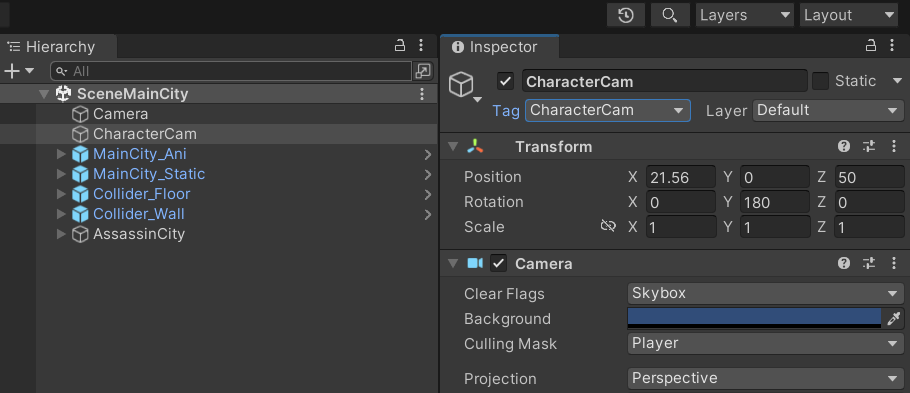 Layers Layout
Hierarchy
All
SceneMainCity
Camera
CharacterCam
MainCity_Ani
MainCity_Static
Collider_Floor
Collider_Wall
AssassinCity
Inspector
CharacterCam Static
Tag CharacterCam Layer Default
Transform
Position X 21.56 Y 0 Z 50
Rotation X 0 Y 180 Z 0
Scale X 1 Y 1 Z 1
Camera
Clear Flags Skybox
Background
Culling Mask Player
Projection Perspective